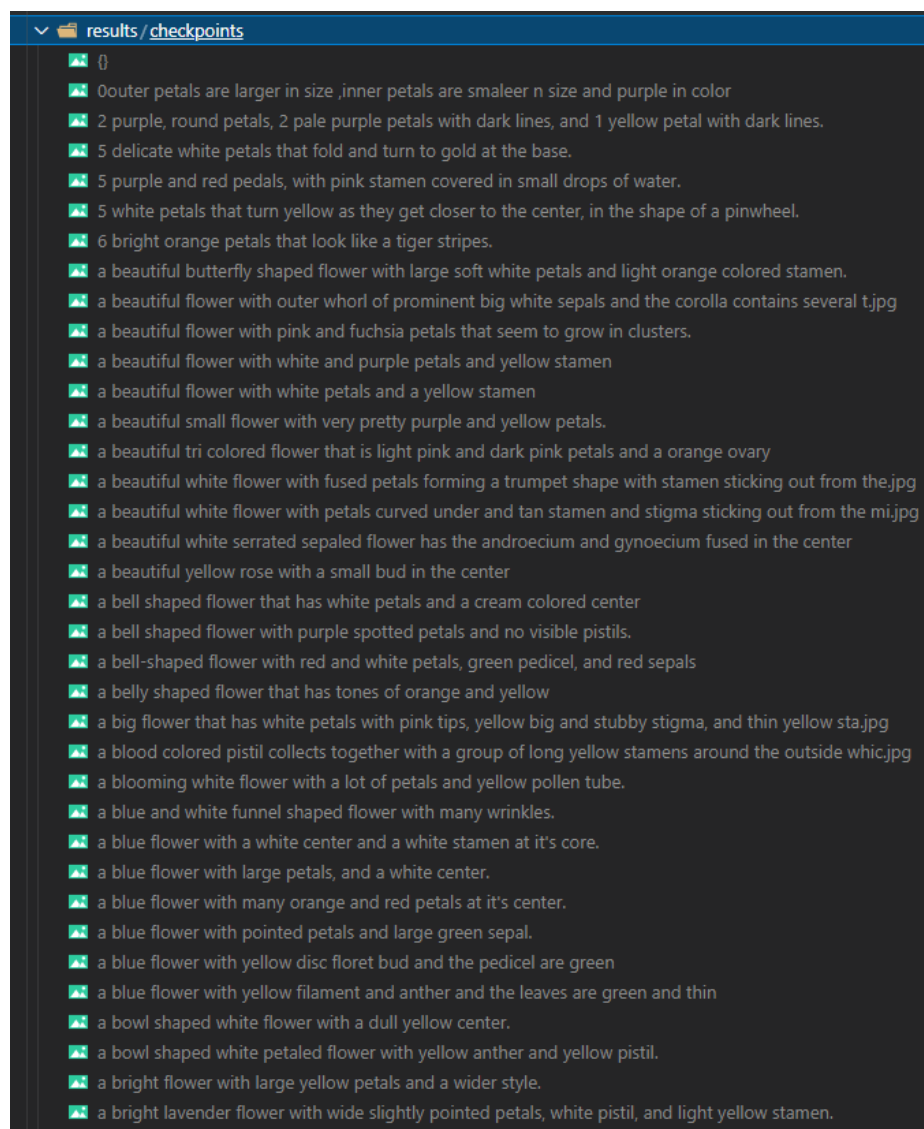 results / checkpoints
{}
0outer petals are larger in size ,inner petals are smaleer n size and purple in color
2 purple, round petals, 2 pale purple petals with dark lines, and 1 yellow petal with dark lines.
5 delicate white petals that fold and turn to gold at the base.
5 purple and red pedals, with pink stamen covered in small drops of water.
5 white petals that turn yellow as they get closer to the center, in the shape of a pinwheel.
6 bright orange petals that look like a tiger stripes.
a beautiful butterfly shaped flower with large soft white petals and light orange colored stamen.
a beautiful flower with outer whorl of prominent big white sepals and the corolla contains several t.jpg
a beautiful flower with pink and fuchsia petals that seem to grow in clusters.
a beautiful flower with white and purple petals and yellow stamen
a beautiful flower with white petals and a yellow stamen
a beautiful small flower with very pretty purple and yellow petals.
a beautiful tri colored flower that is light pink and dark pink petals and a orange ovary
a beautiful white flower with fused petals forming a trumpet shape with stamen sticking out from the.jpg
a beautiful white flower with petals curved under and tan stamen and stigma sticking out from the mi.jpg
a beautiful white serrated sepaled flower has the androecium and gynoecium fused in the center
a beautiful yellow rose with a small bud in the center
a bell shaped flower that has white petals and a cream colored center
a bell shaped flower with purple spotted petals and no visible pistils.
a bell-shaped flower with red and white petals, green pedicel, and red sepals
a belly shaped flower that has tones of orange and yellow
a big flower that has white petals with pink tips, yellow big and stubby stigma, and thin yellow sta.jpg
a blood colored pistil collects together with a group of long yellow stamens around the outside whic.jpg
a blooming white flower with a lot of petals and yellow pollen tube.
a blue and white funnel shaped flower with many wrinkles.
a blue flower with a white center and a white stamen at it's core.
a blue flower with large petals, and a white center.
a blue flower with many orange and red petals at it's center.
a blue flower with pointed petals and large green sepal.
a blue flower with yellow disc floret bud and the pedicel are green
a blue flower with yellow filament and anther and the leaves are green and thin
a bowl shaped white flower with a dull yellow center.
a bowl shaped white petaled flower with yellow anther and yellow pistil.
a bright flower with large yellow petals and a wider style.
a bright lavender flower with wide slightly pointed petals, white pistil, and light yellow stamen.